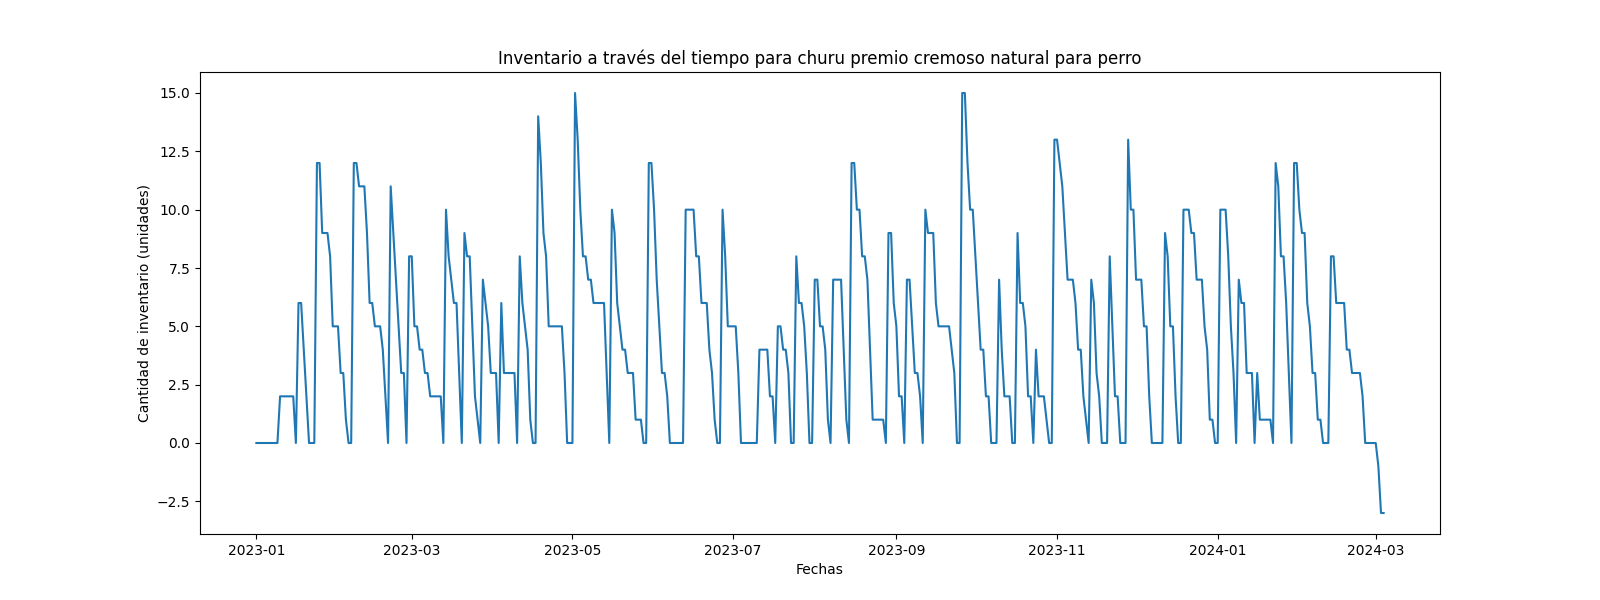 Inventario a través del tiempo para churu premio cremoso natural para perro
15.0
12.5
10.0
7.5
5.0
2.5
0.0
−2.5
Cantidad de inventario (unidades)
2023-01 2023-03 2023-05 2023-07 2023-09 2023-11 2024-01 2024-03
Fechas